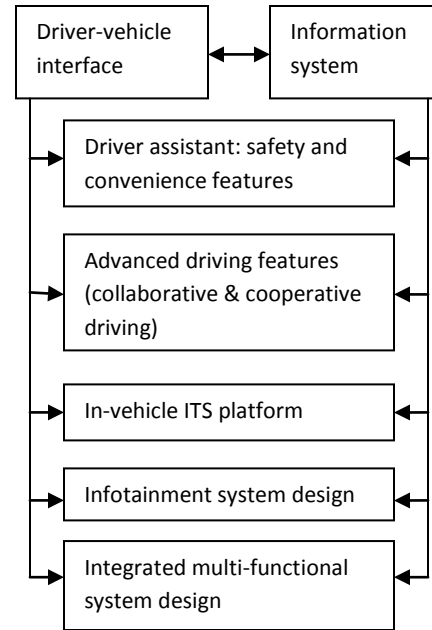 Driver-vehicle
interface
Information
system
Driver assistant: safety and
convenience features
Advanced driving features
(collaborative & cooperative
driving)
In-vehicle ITS platform
Infotainment system design
Integrated multi-functional
system design